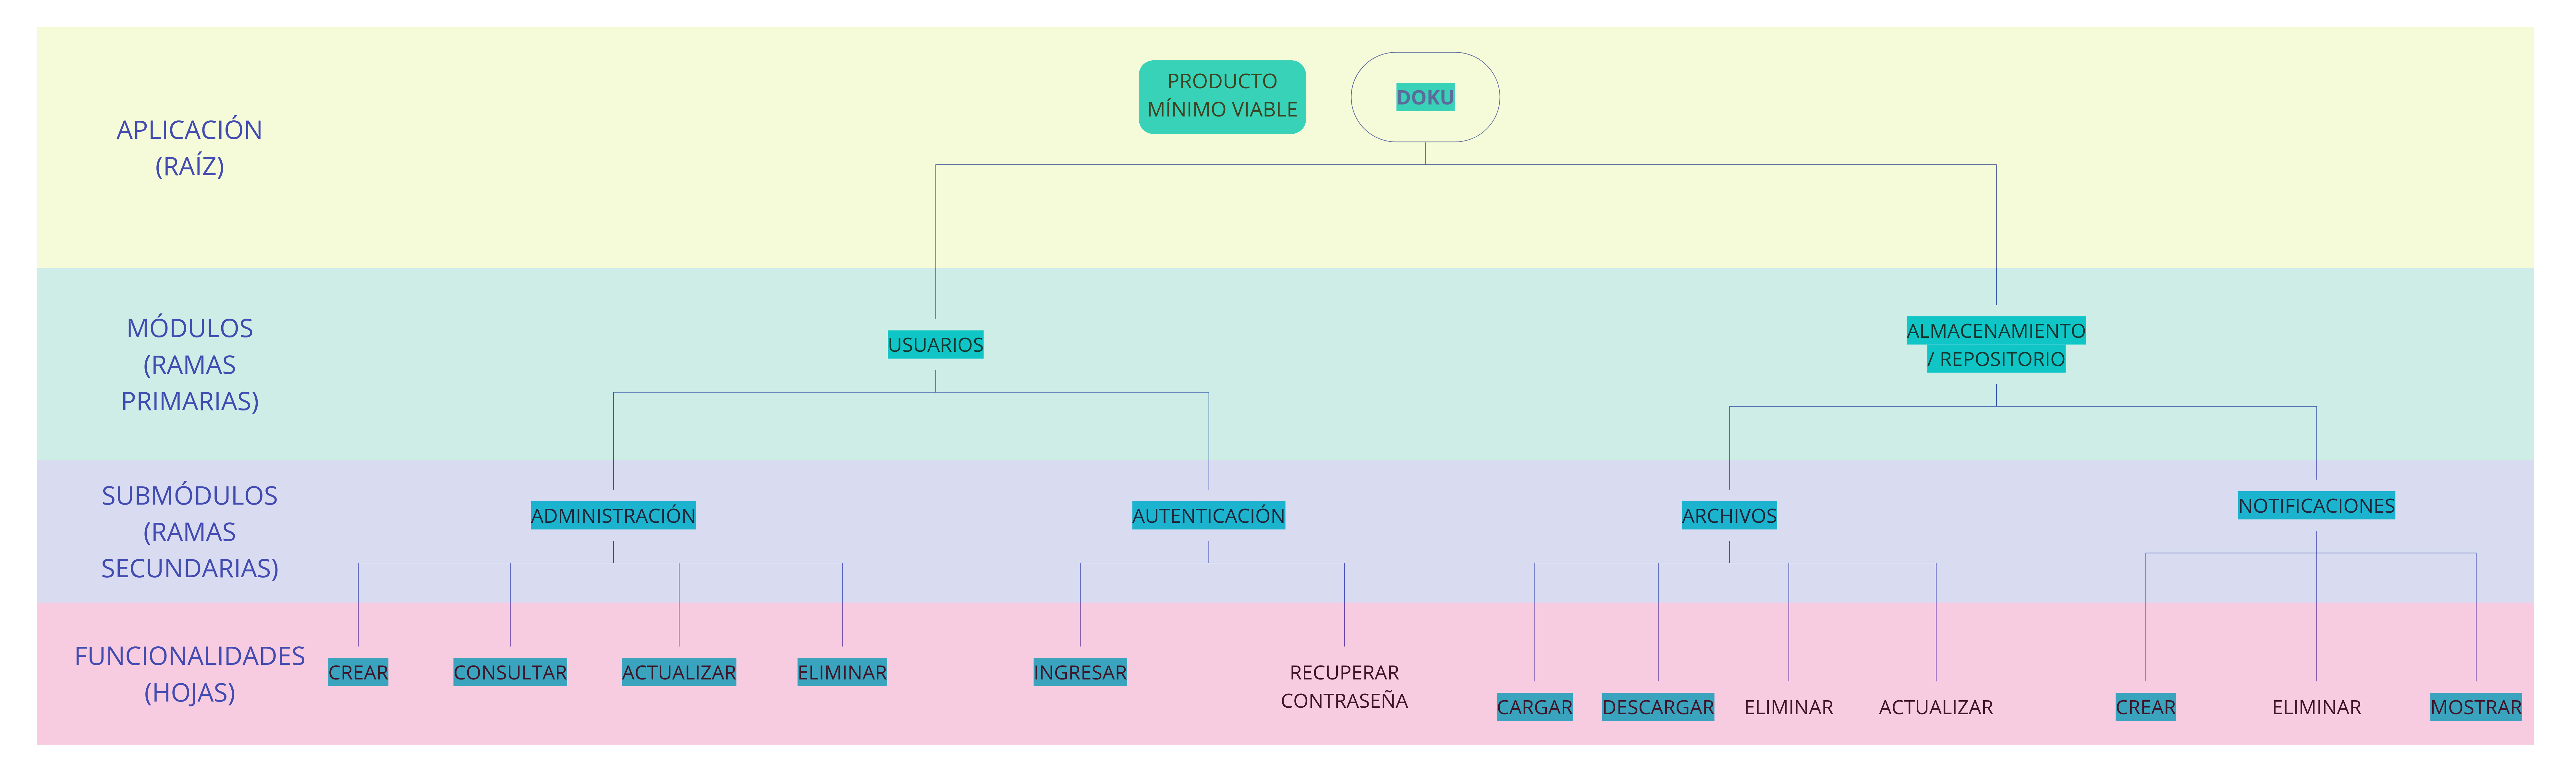 PRODUCTO
MÍNIMO VIABLE
DOKU
APLICACIÓN
(RAÍZ)
MÓDULOS
(RAMAS
PRIMARIAS)
USUARIOS
ALMACENAMIENTO
/ REPOSITORIO
SUBMÓDULOS
(RAMAS
SECUNDARIAS)
ADMINISTRACIÓN
AUTENTICACIÓN
ARCHIVOS
NOTIFICACIONES
FUNCIONALIDADES
(HOJAS)
CREAR
CONSULTAR
ACTUALIZAR
ELIMINAR
INGRESAR
RECUPERAR
CONTRASEÑA
CARGAR
DESCARGAR
ELIMINAR
ACTUALIZAR
CREAR
ELIMINAR
MOSTRAR